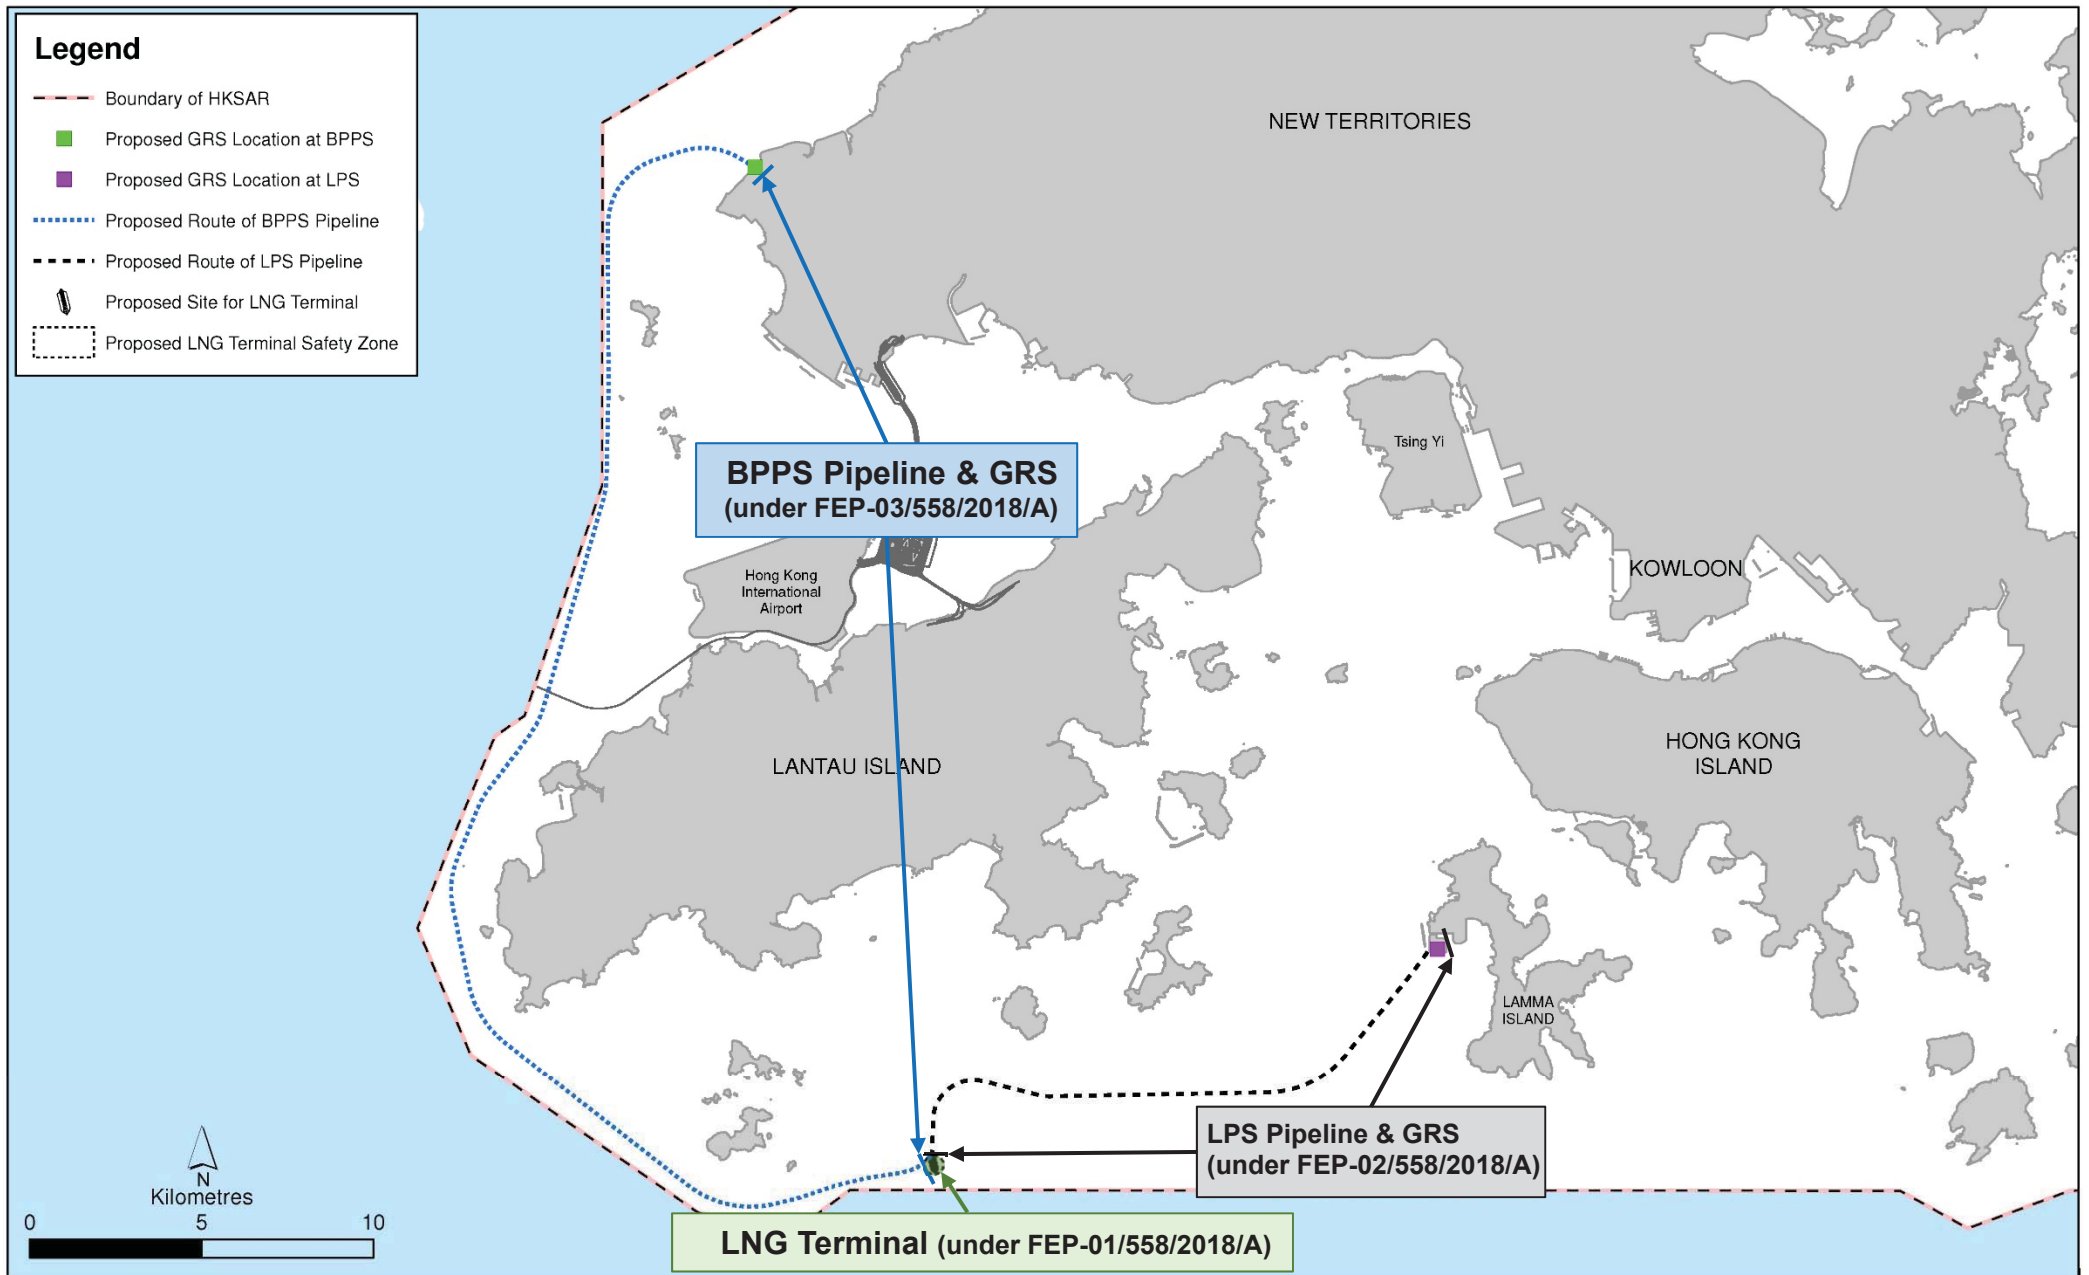 Legend
Boundary of HKSAR
Proposed GRS Location at BPPS
Proposed GRS Location at LPS
Proposed Route of BPPS Pipeline
Proposed Route of LPS Pipeline
Proposed Site for LNG Terminal
Proposed LNG Terminal Safety Zone
NEW TERRITORIES
Tsing Yi
BPPS Pipeline & GRS
(under FEP-03/558/2018/A)
Hong Kong
International
Airport
KOWLOON
LANTAU ISLAND
HONG KONG
ISLAND
LAMMA
ISLAND
LPS Pipeline & GRS
(under FEP-02/558/2018/A)
N
Kilometres
0 5 10
LNG Terminal (under FEP-01/558/2018/A)